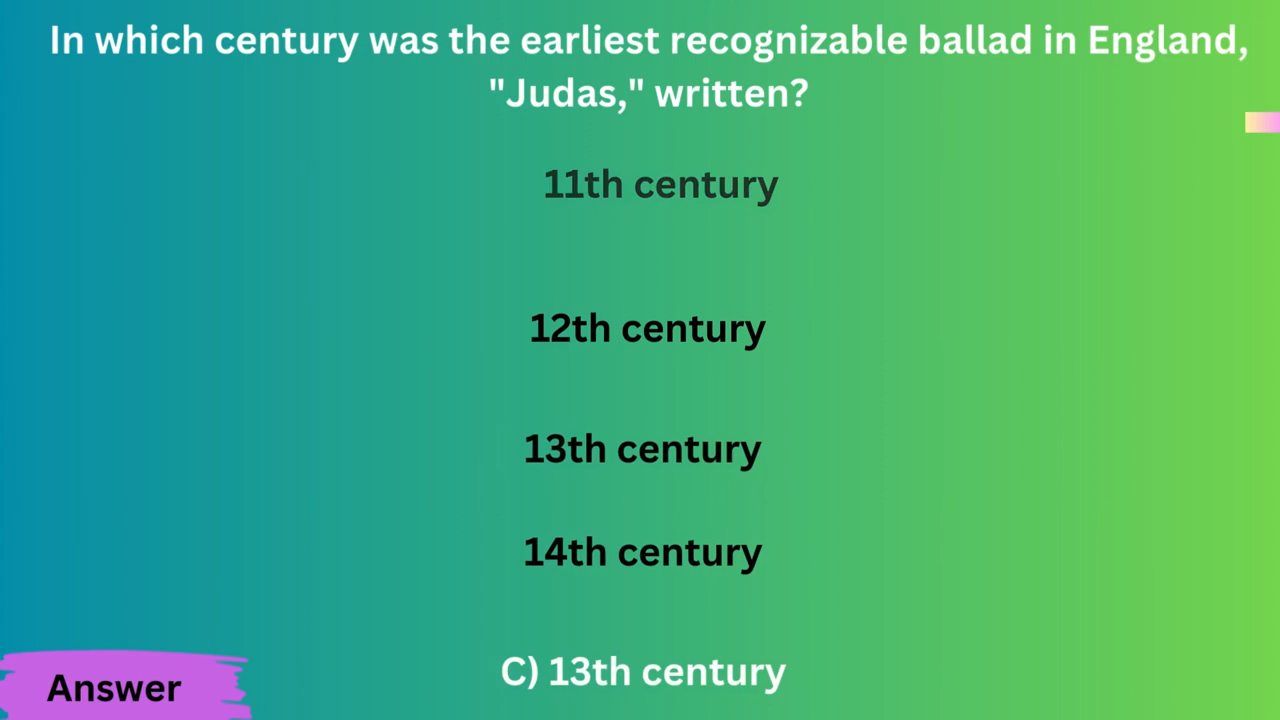 In which century was the earliest recognizable ballad in England,
"Judas," written?
11th century
12th century
13th century
14th century
C) 13th century
Answer